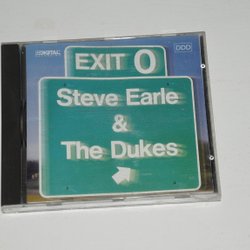 DIGITAL
DDD
EXIT 0
Steve Earle
&
The Dukes